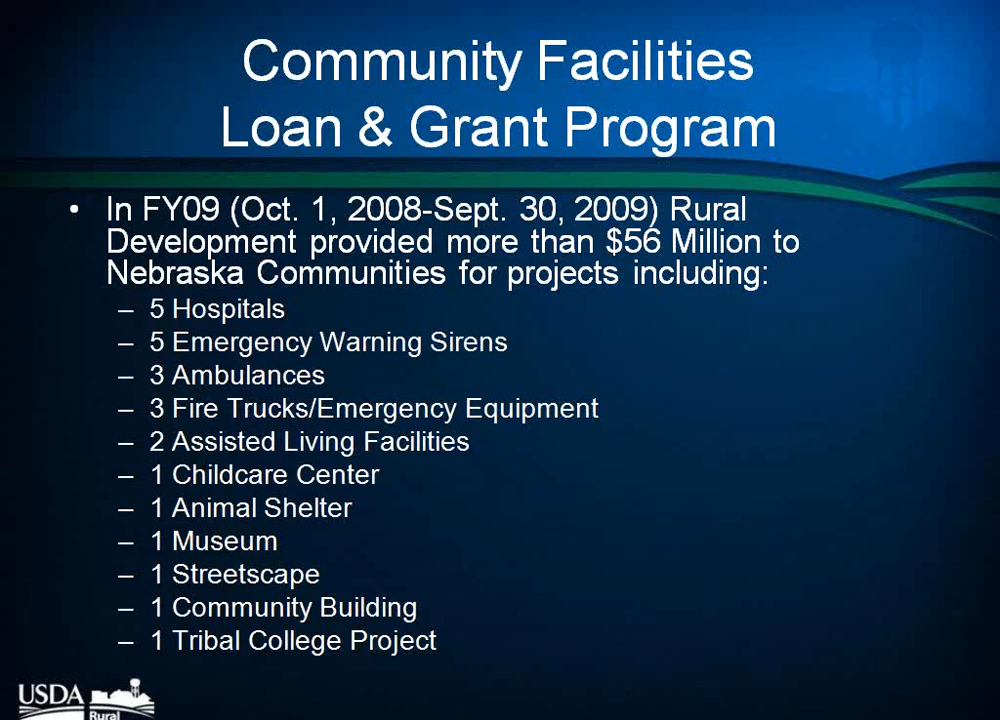 Community Facilities
Loan & Grant Program
• In FY09 (Oct. 1, 2008-Sept. 30, 2009) Rural
Development provided more than $56 Million to
Nebraska Communities for projects including:
– 5 Hospitals
– 5 Emergency Warning Sirens
– 3 Ambulances
– 3 Fire Trucks/Emergency Equipment
– 2 Assisted Living Facilities
– 1 Childcare Center
– 1 Animal Shelter
– 1 Museum
– 1 Streetscape
– 1 Community Building
– 1 Tribal College Project
USDA
Rural